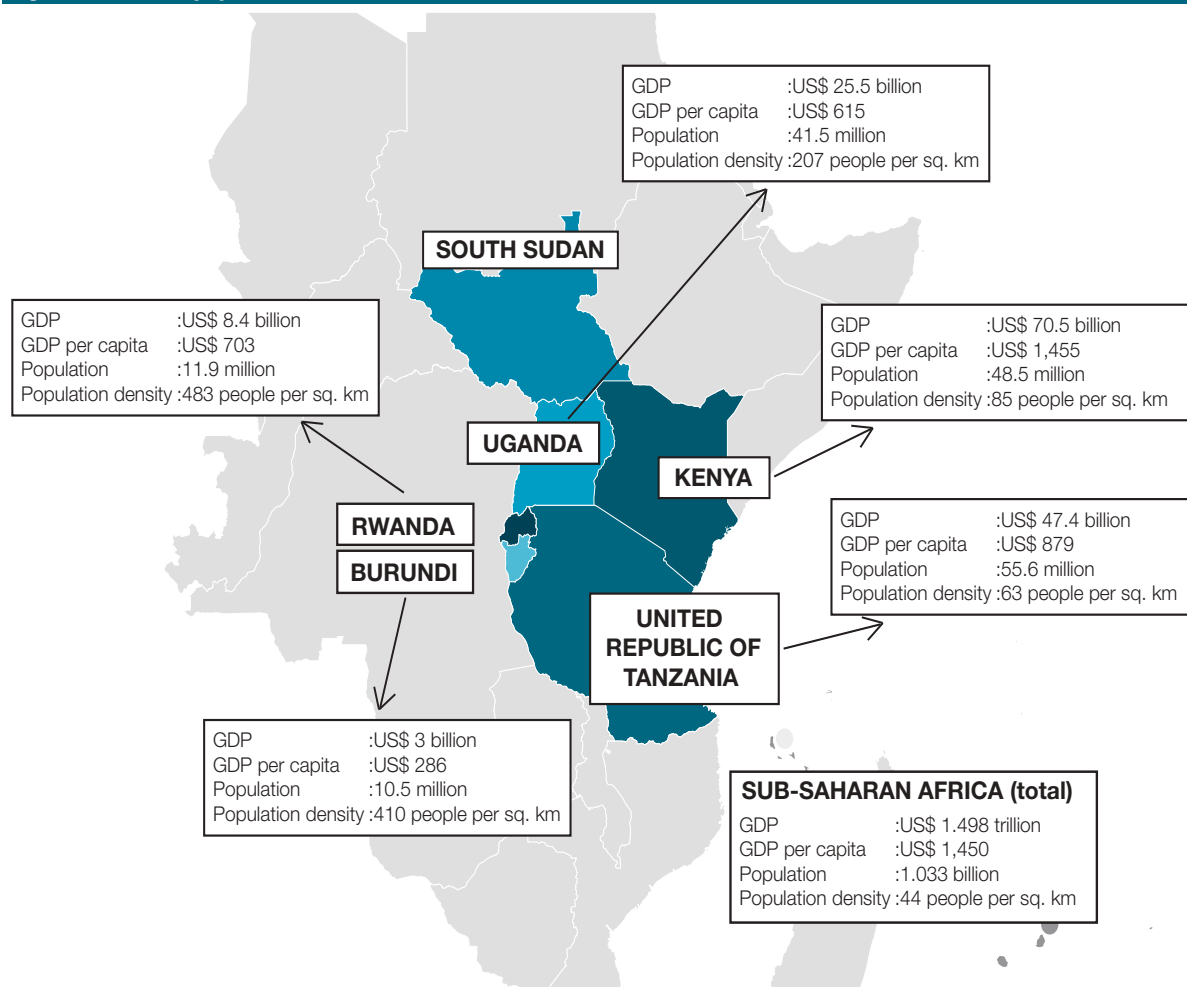 GDP :US$ 25.5 billion
GDP per capita :US$ 615
Population :41.5 million
Population density :207 people per sq. km
SOUTH SUDAN
GDP :US$ 8.4 billion
GDP per capita :US$ 703
Population :11.9 million
Population density :483 people per sq. km
GDP :US$ 70.5 billion
GDP per capita :US$ 1,455
Population :48.5 million
Population density :85 people per sq. km
UGANDA
KENYA
RWANDA
BURUNDI
GDP :US$ 47.4 billion
GDP per capita :US$ 879
Population :55.6 million
Population density :63 people per sq. km
UNITED
REPUBLIC OF
TANZANIA
GDP :US$ 3 billion
GDP per capita :US$ 286
Population :10.5 million
Population density :410 people per sq. km
SUB-SAHARAN AFRICA (total)
GDP :US$ 1.498 trillion
GDP per capita :US$ 1,450
Population :1.033 billion
Population density :44 people per sq. km